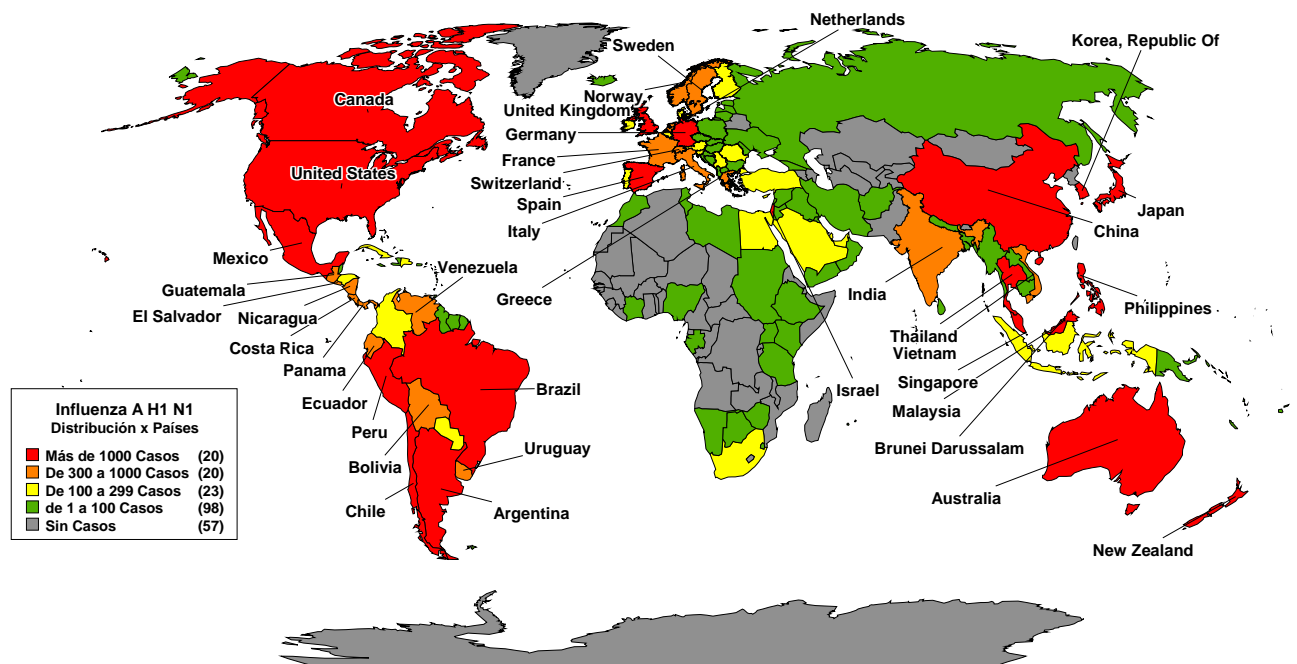 Netherlands
Sweden
Korea, Republic Of
Norway
Canada
United Kingdom
Germany
France
United States
Switzerland
Spain
Japan
Italy
China
Mexico
Venezuela
Guatemala
Greece
India
Philippines
El Salvador
Nicaragua
Thailand
Costa Rica
Vietnam
Panama
Singapore
Israel
Brazil
Ecuador
Malaysia
Peru
Brunei Darussalam
Uruguay
Bolivia
Australia
Chile
Argentina
New Zealand
Influenza A H1 N1
Distribución x Países
Más de 1000 Casos (20)
De 300 a 1000 Casos (20)
De 100 a 299 Casos (23)
de 1 a 100 Casos (98)
Sin Casos (57)